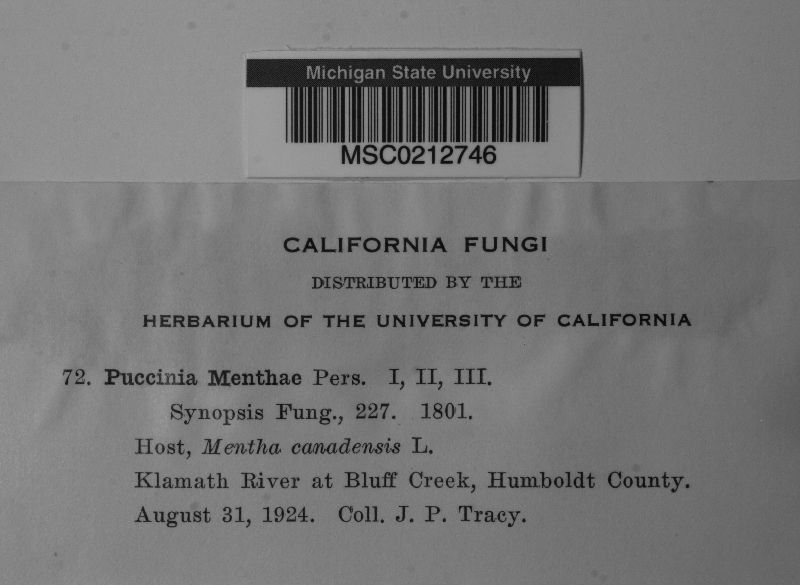 Michigan State University
MSC0212746
CALIFORNIA FUNGI
DISTRIBUTED BY THE
HERBARIUM OF THE UNIVERSITY OF CALIFORNIA
72. Puccinia Menthae Pers. I, II, III.
Synopsis Fung., 227. 1801.
Host, Mentha canadensis L.
Klamath River at Bluff Creek, Humboldt County.
August 31, 1924. Coll. J. P. Tracy.